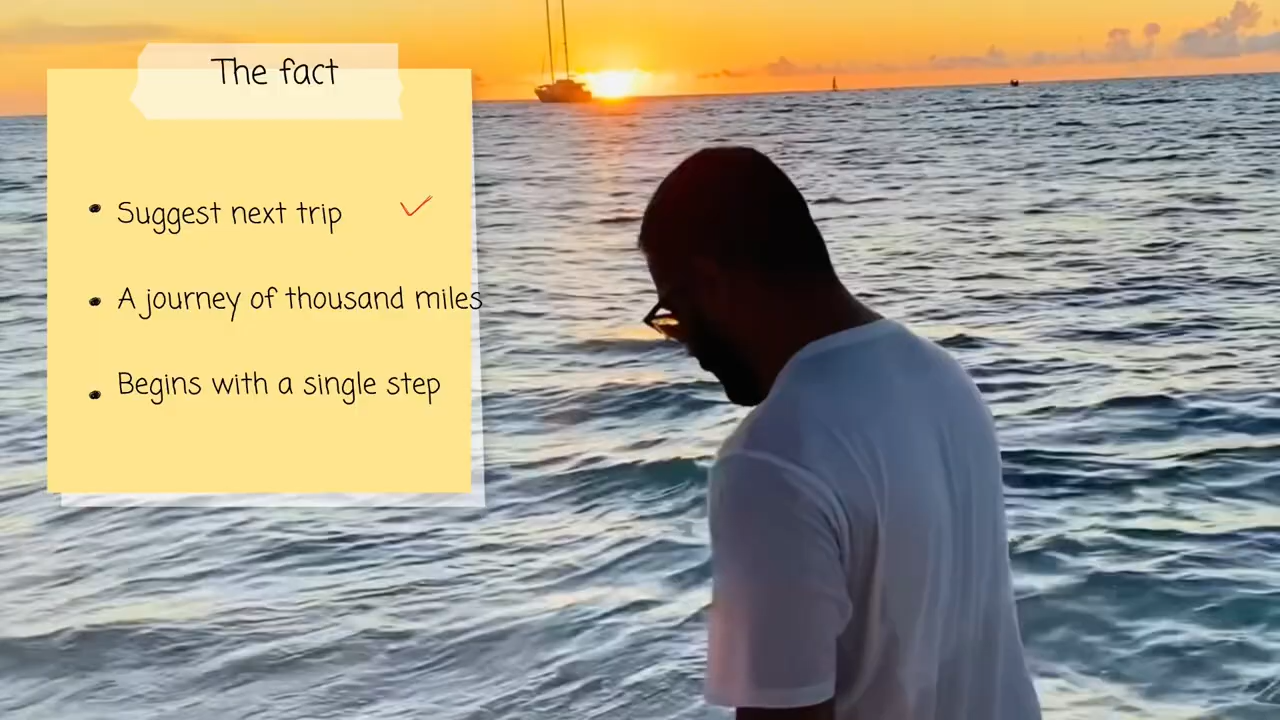 The fact
Suggest next trip
A journey of thousand miles
Begins with a single step